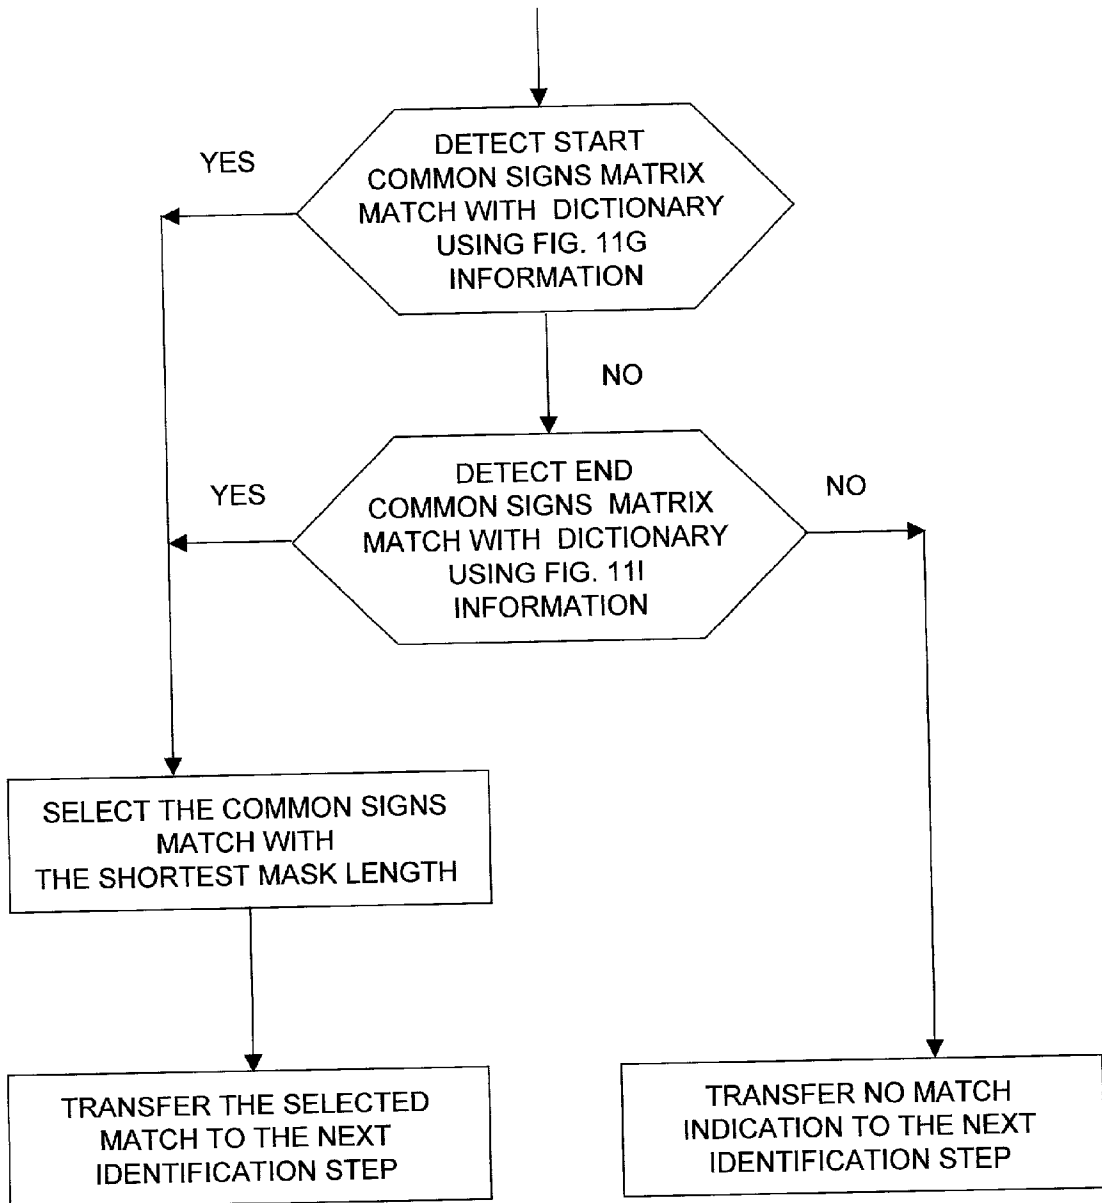 DETECT START
COMMON SIGNS MATRIX
MATCH WITH DICTIONARY
USING FIG. 11G
INFORMATION
YES
NO
DETECT END
COMMON SIGNS MATRIX
MATCH WITH DICTIONARY
USING FIG. 11I
INFORMATION
YES
NO
SELECT THE COMMON SIGNS
MATCH WITH
THE SHORTEST MASK LENGTH
TRANSFER THE SELECTED
MATCH TO THE NEXT
IDENTIFICATION STEP
TRANSFER NO MATCH
INDICATION TO THE NEXT
IDENTIFICATION STEP